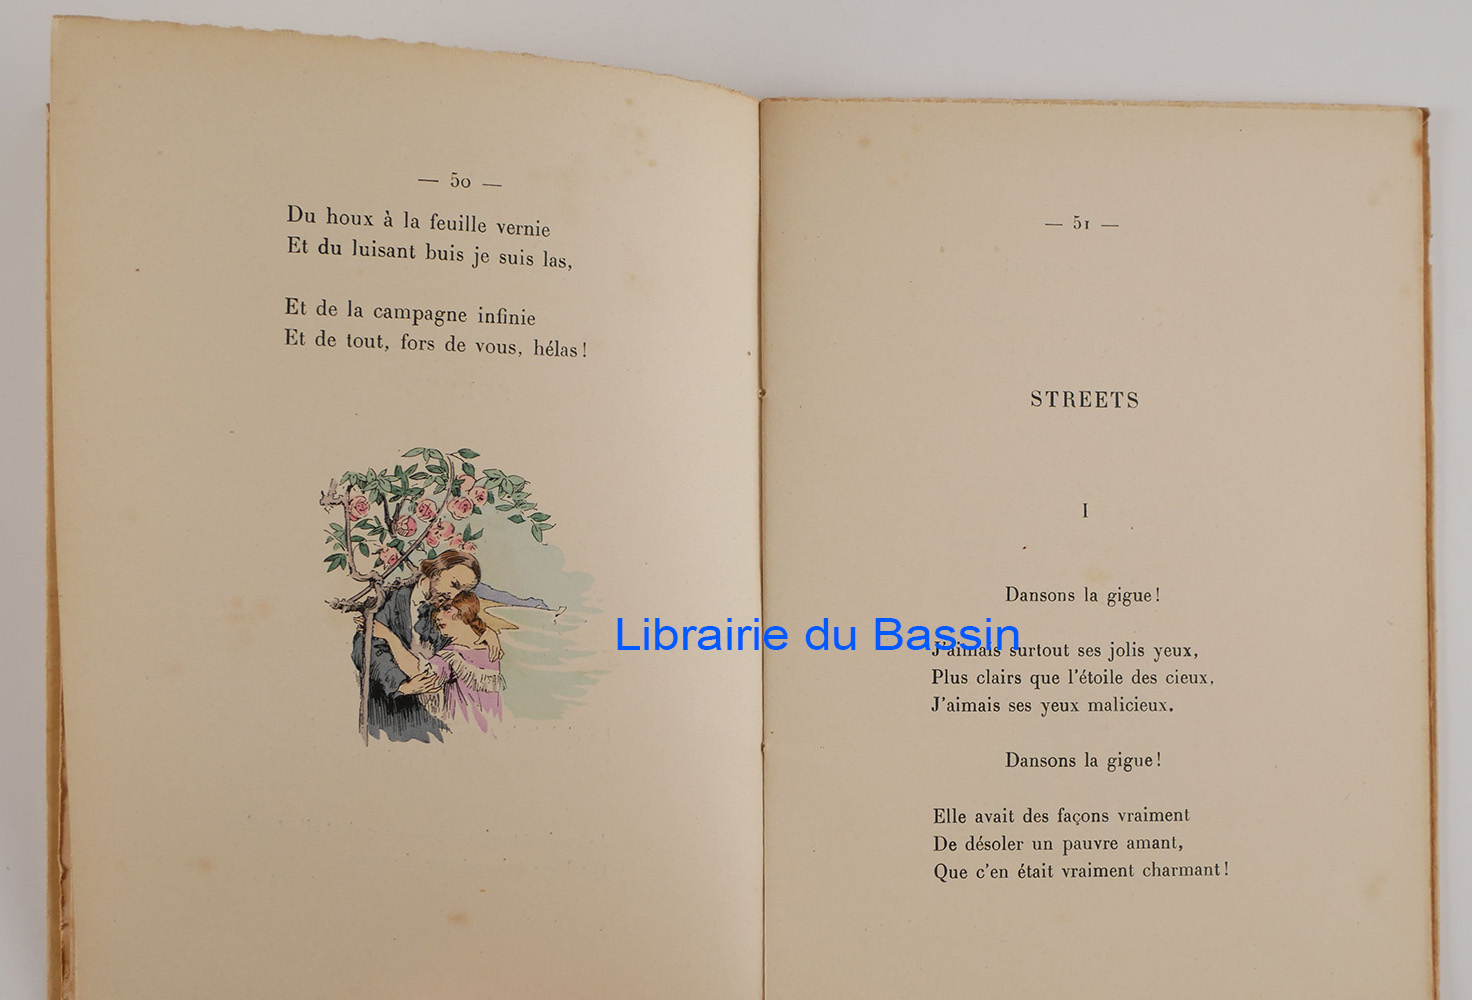 — 50 —
Du houx à la feuille vernie
Et du luisant buis je suis las,
Et de la campagne infinie
Et de tout, fors de vous, hélas !
— 51 —
STREETS
I
Dansons la gigue !
Librairie du Bassin
J'aimais surtout ses jolis yeux,
Plus clairs que l'étoile des cieux,
J'aimais ses yeux malicieux.
Dansons la gigue !
Elle avait des façons vraiment
De désoler un pauvre amant,
Que c'en était vraiment charmant !